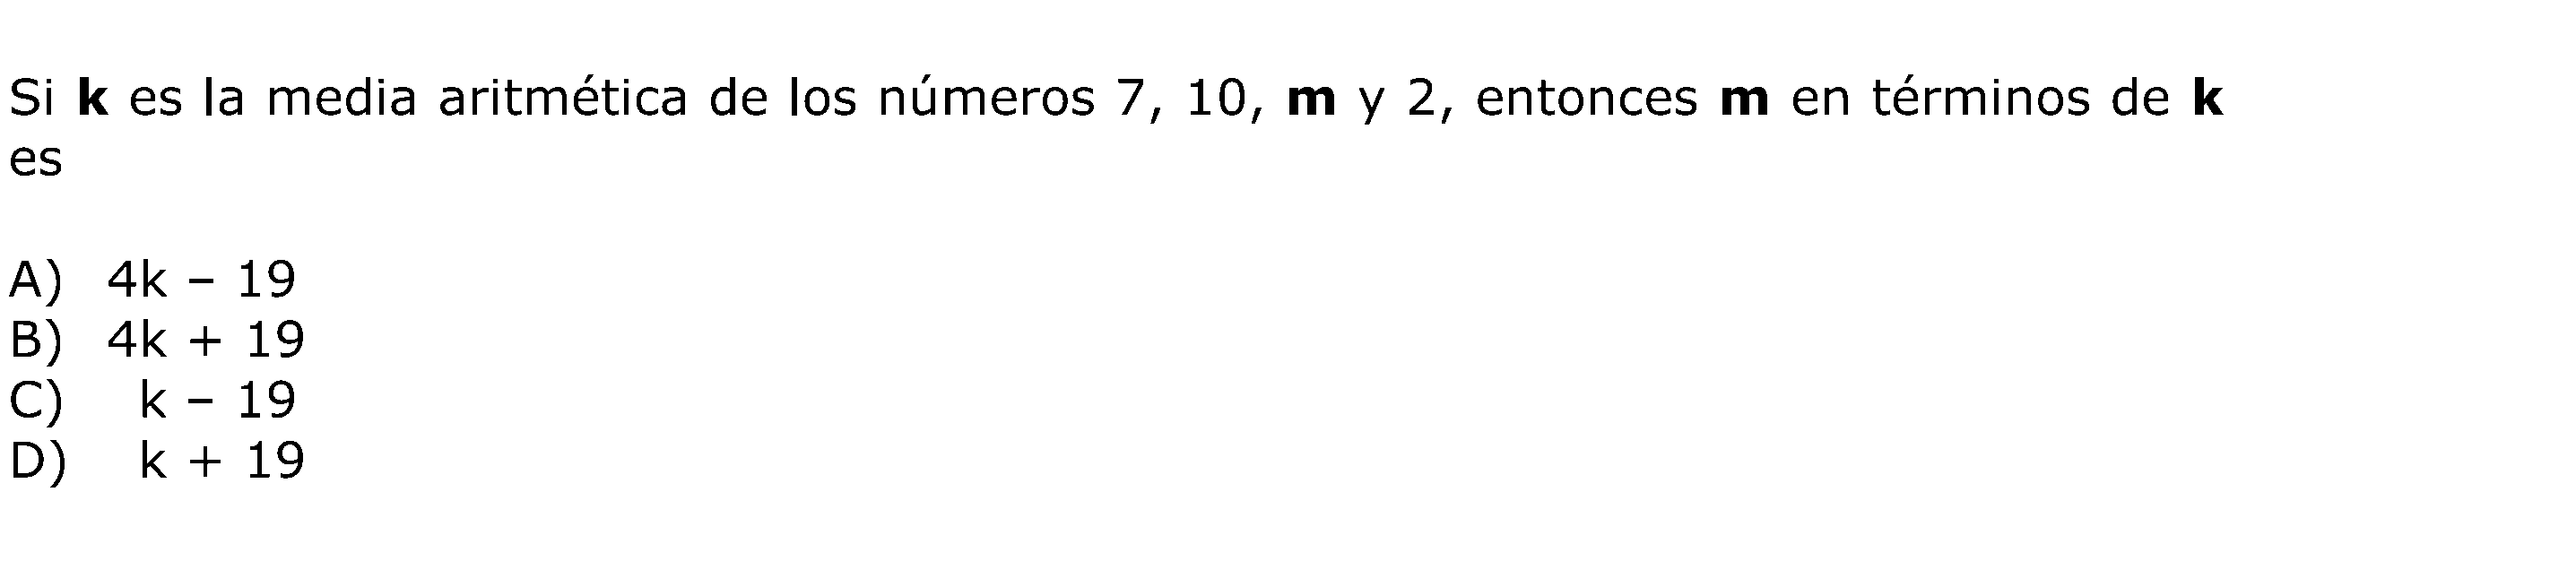 Si k es la media aritmética de los números 7, 10, m y 2, entonces m en términos de k
es
A) 4k – 19
B) 4k + 19
C) k – 19
D) k + 19